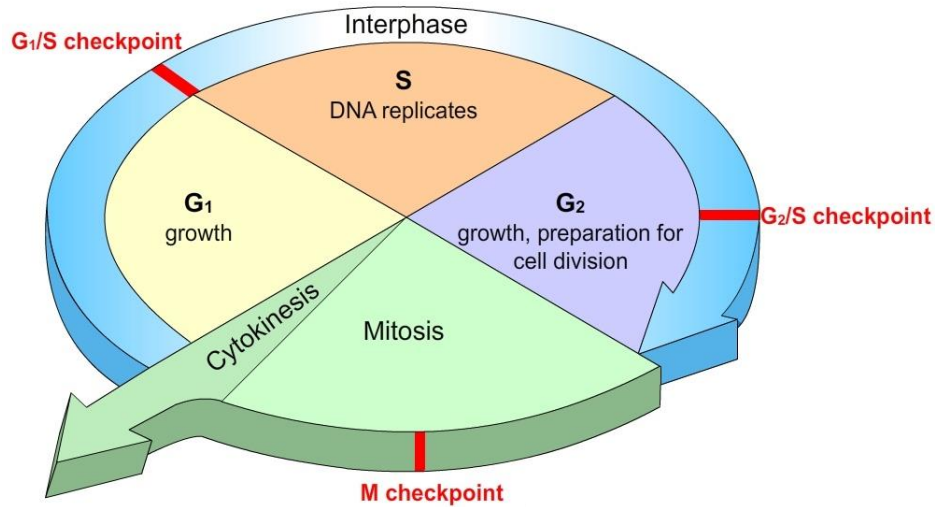 Interphase
G₁/S checkpoint
S
DNA replicates
G₁
growth
G₂
growth, preparation for
cell division
G₂/S checkpoint
Cytokinesis
Mitosis
M checkpoint